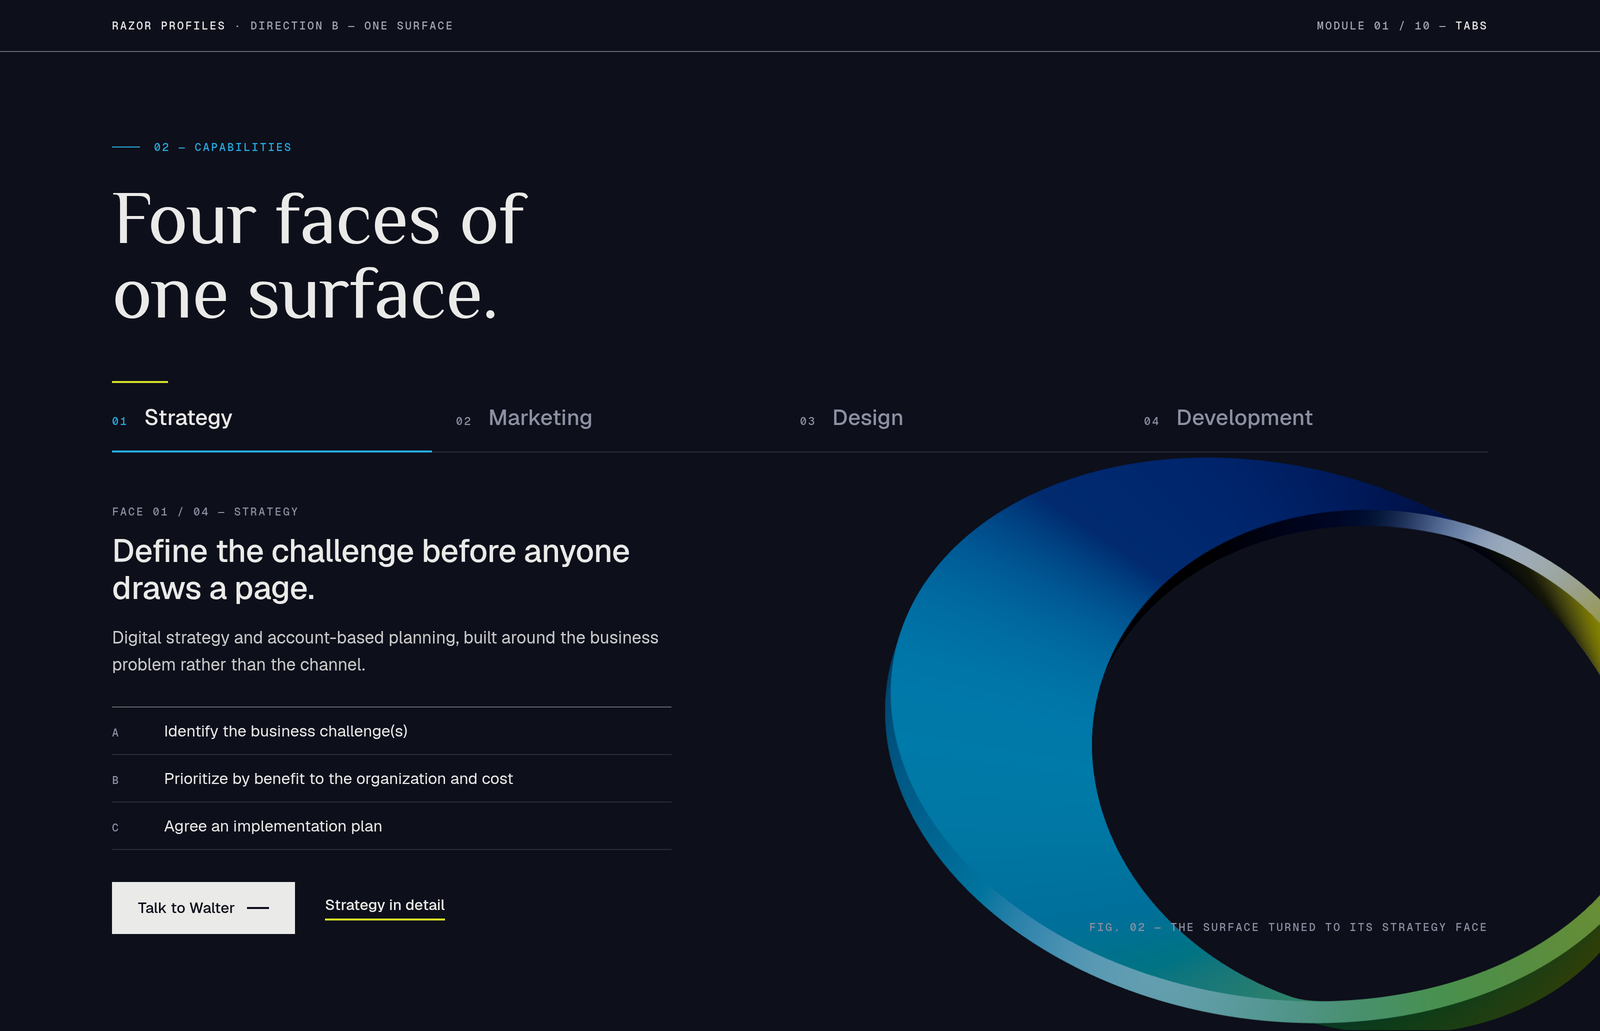 RAZOR PROFILES · DIRECTION B — ONE SURFACE
MODULE 01 / 10 — TABS
02 — CAPABILITIES
Four faces of
one surface.
01 Strategy
02 Marketing
03 Design
04 Development
FACE 01 / 04 — STRATEGY
Define the challenge before anyone
draws a page.
Digital strategy and account-based planning, built around the business
problem rather than the channel.
A Identify the business challenge(s)
B Prioritize by benefit to the organization and cost
C Agree an implementation plan
Talk to Walter
Strategy in detail
FIG. 02 — THE SURFACE TURNED TO ITS STRATEGY FACE